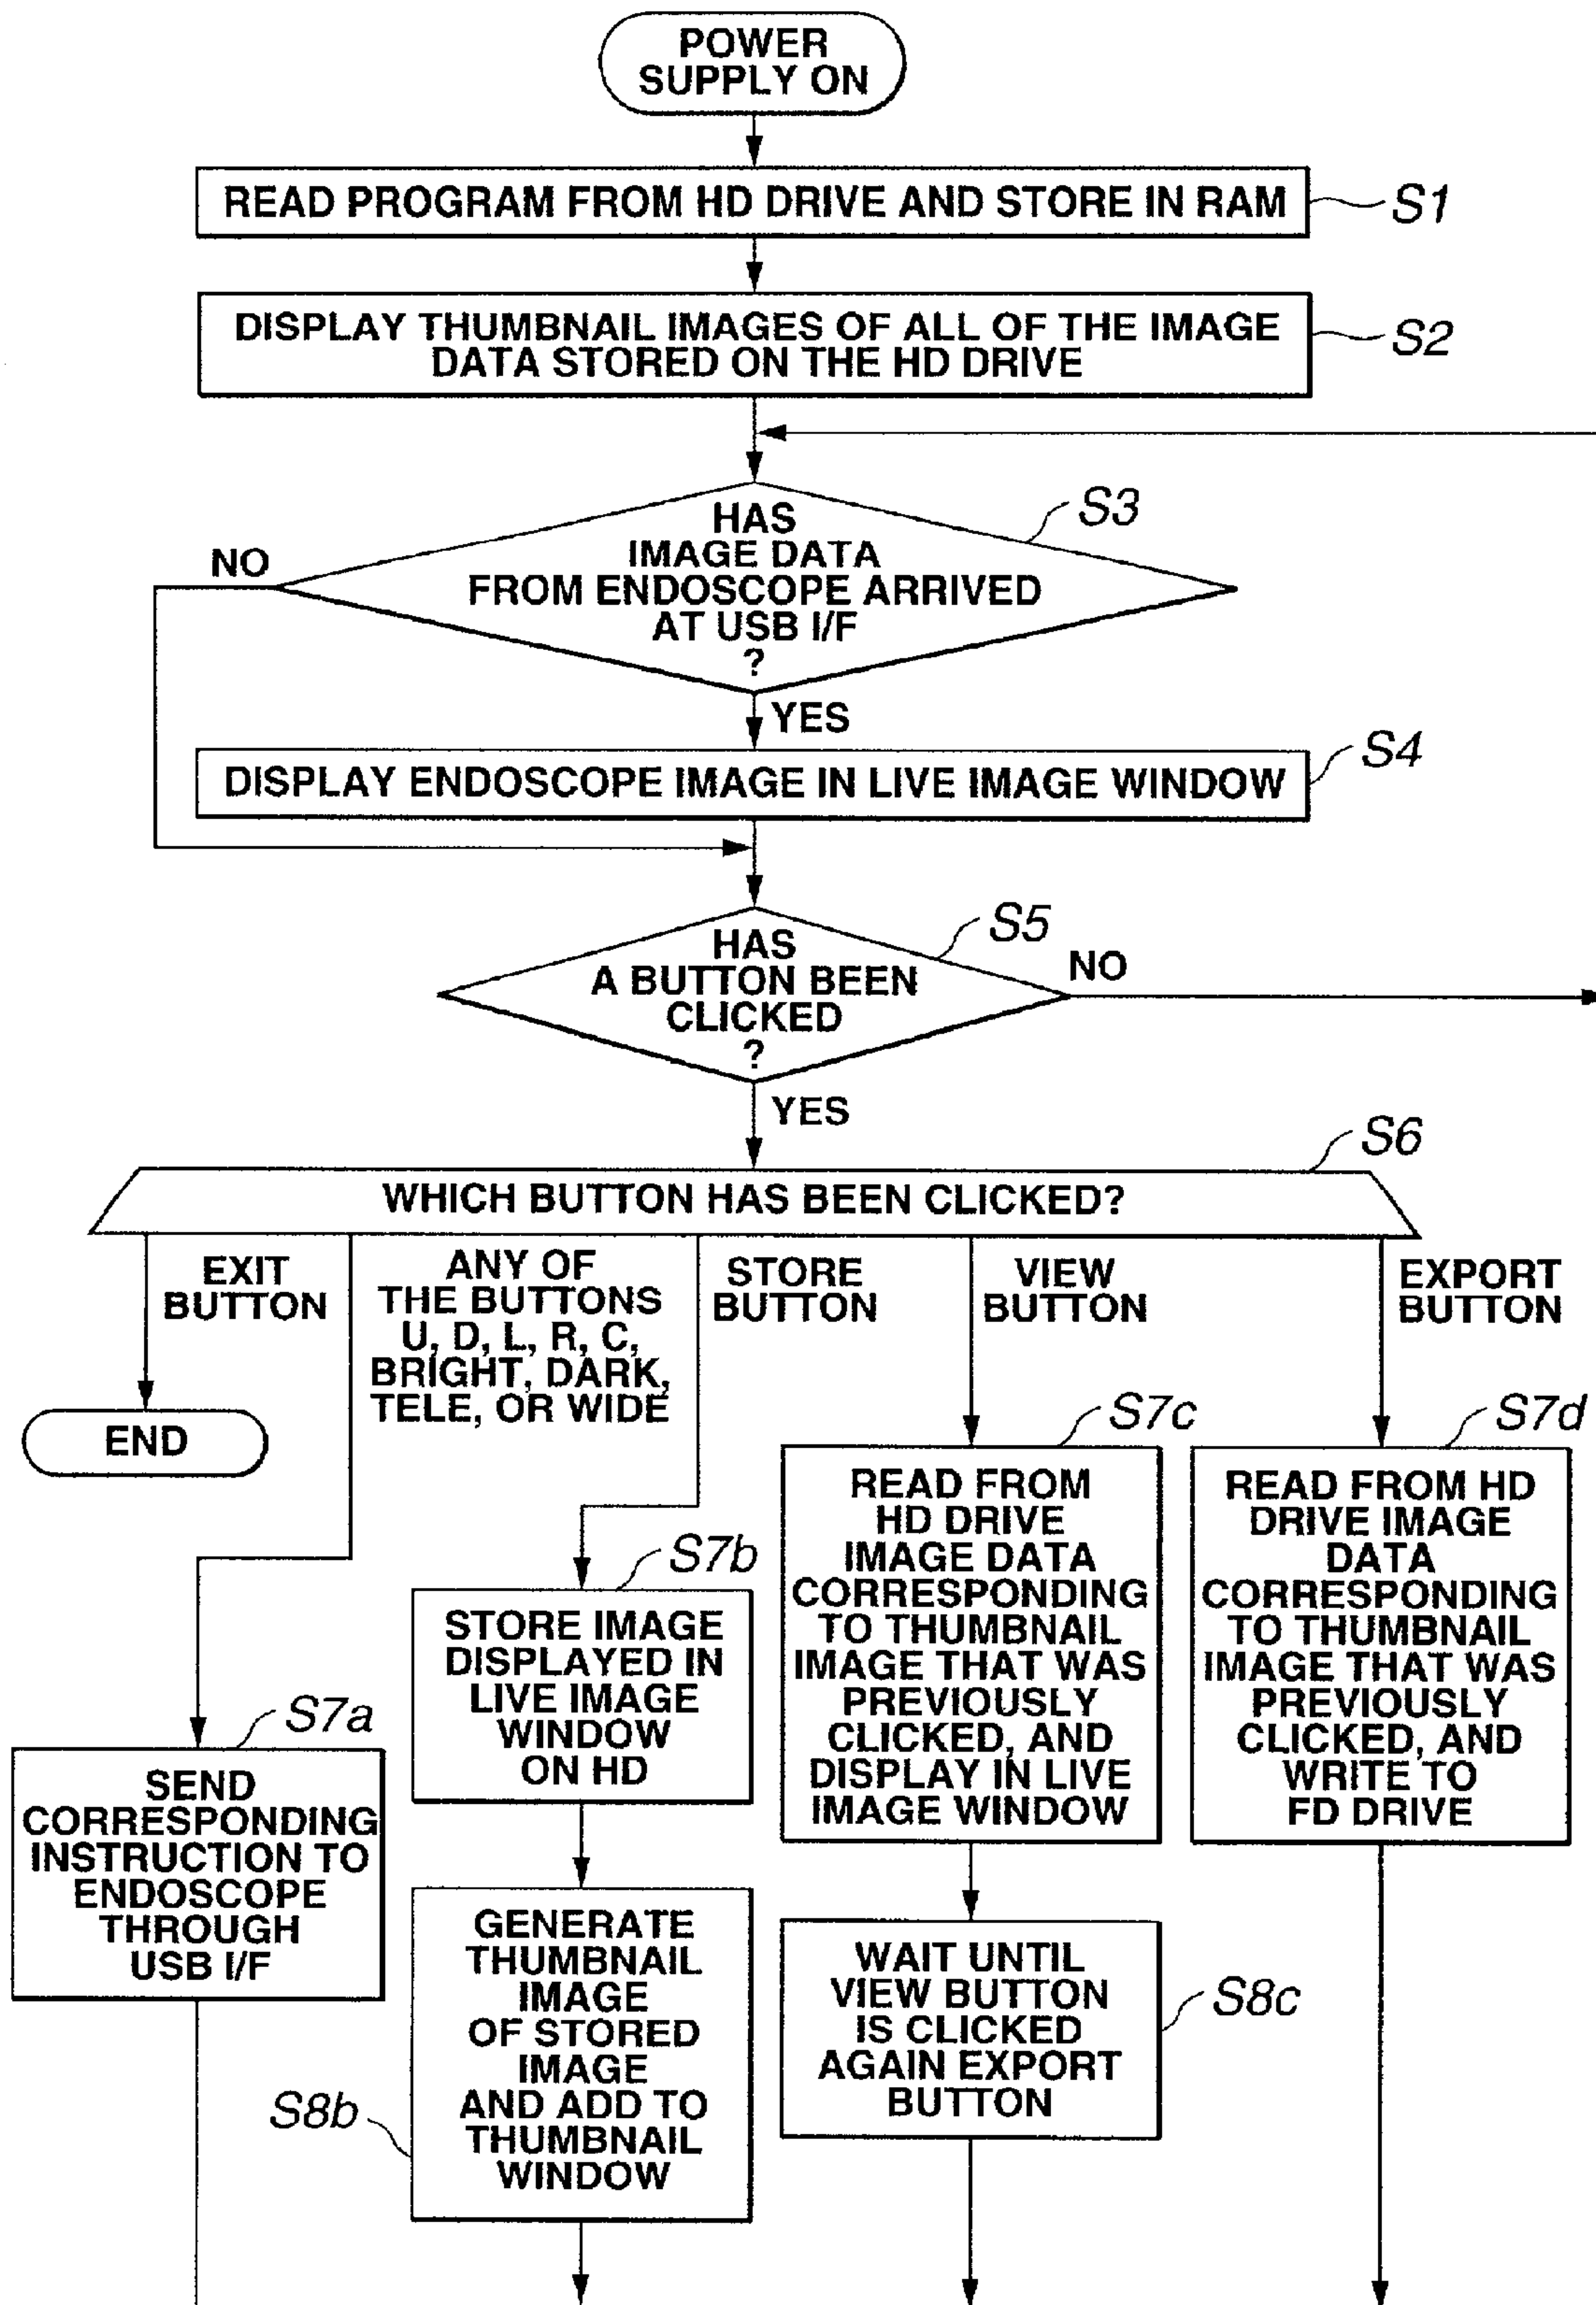 POWER
SUPPLY ON
READ PROGRAM FROM HD DRIVE AND STORE IN RAM
S1
DISPLAY THUMBNAIL IMAGES OF ALL OF THE IMAGE
DATA STORED ON THE HD DRIVE
S2
HAS
IMAGE DATA
FROM ENDOSCOPE ARRIVED
AT USB I/F
?
S3
NO
YES
DISPLAY ENDOSCOPE IMAGE IN LIVE IMAGE WINDOW
S4
HAS
A BUTTON BEEN
CLICKED
?
S5
NO
YES
WHICH BUTTON HAS BEEN CLICKED?
S6
EXIT
BUTTON
ANY OF
THE BUTTONS
U, D, L, R, C,
BRIGHT, DARK,
TELE, OR WIDE
STORE
BUTTON
VIEW
BUTTON
EXPORT
BUTTON
END
S7a
SEND
CORRESPONDING
INSTRUCTION TO
ENDOSCOPE
THROUGH
USB I/F
S7b
STORE IMAGE
DISPLAYED IN
LIVE IMAGE
WINDOW
ON HD
S8b
GENERATE
THUMBNAIL
IMAGE
OF STORED
IMAGE
AND ADD TO
THUMBNAIL
WINDOW
S7c
READ FROM
HD DRIVE
IMAGE DATA
CORRESPONDING
TO THUMBNAIL
IMAGE THAT WAS
PREVIOUSLY
CLICKED, AND
DISPLAY IN LIVE
IMAGE WINDOW
WAIT UNTIL
VIEW BUTTON
IS CLICKED
AGAIN EXPORT
BUTTON
S8c
S7d
READ FROM HD
DRIVE IMAGE
DATA
CORRESPONDING
TO THUMBNAIL
IMAGE THAT WAS
PREVIOUSLY
CLICKED, AND
WRITE TO
FD DRIVE